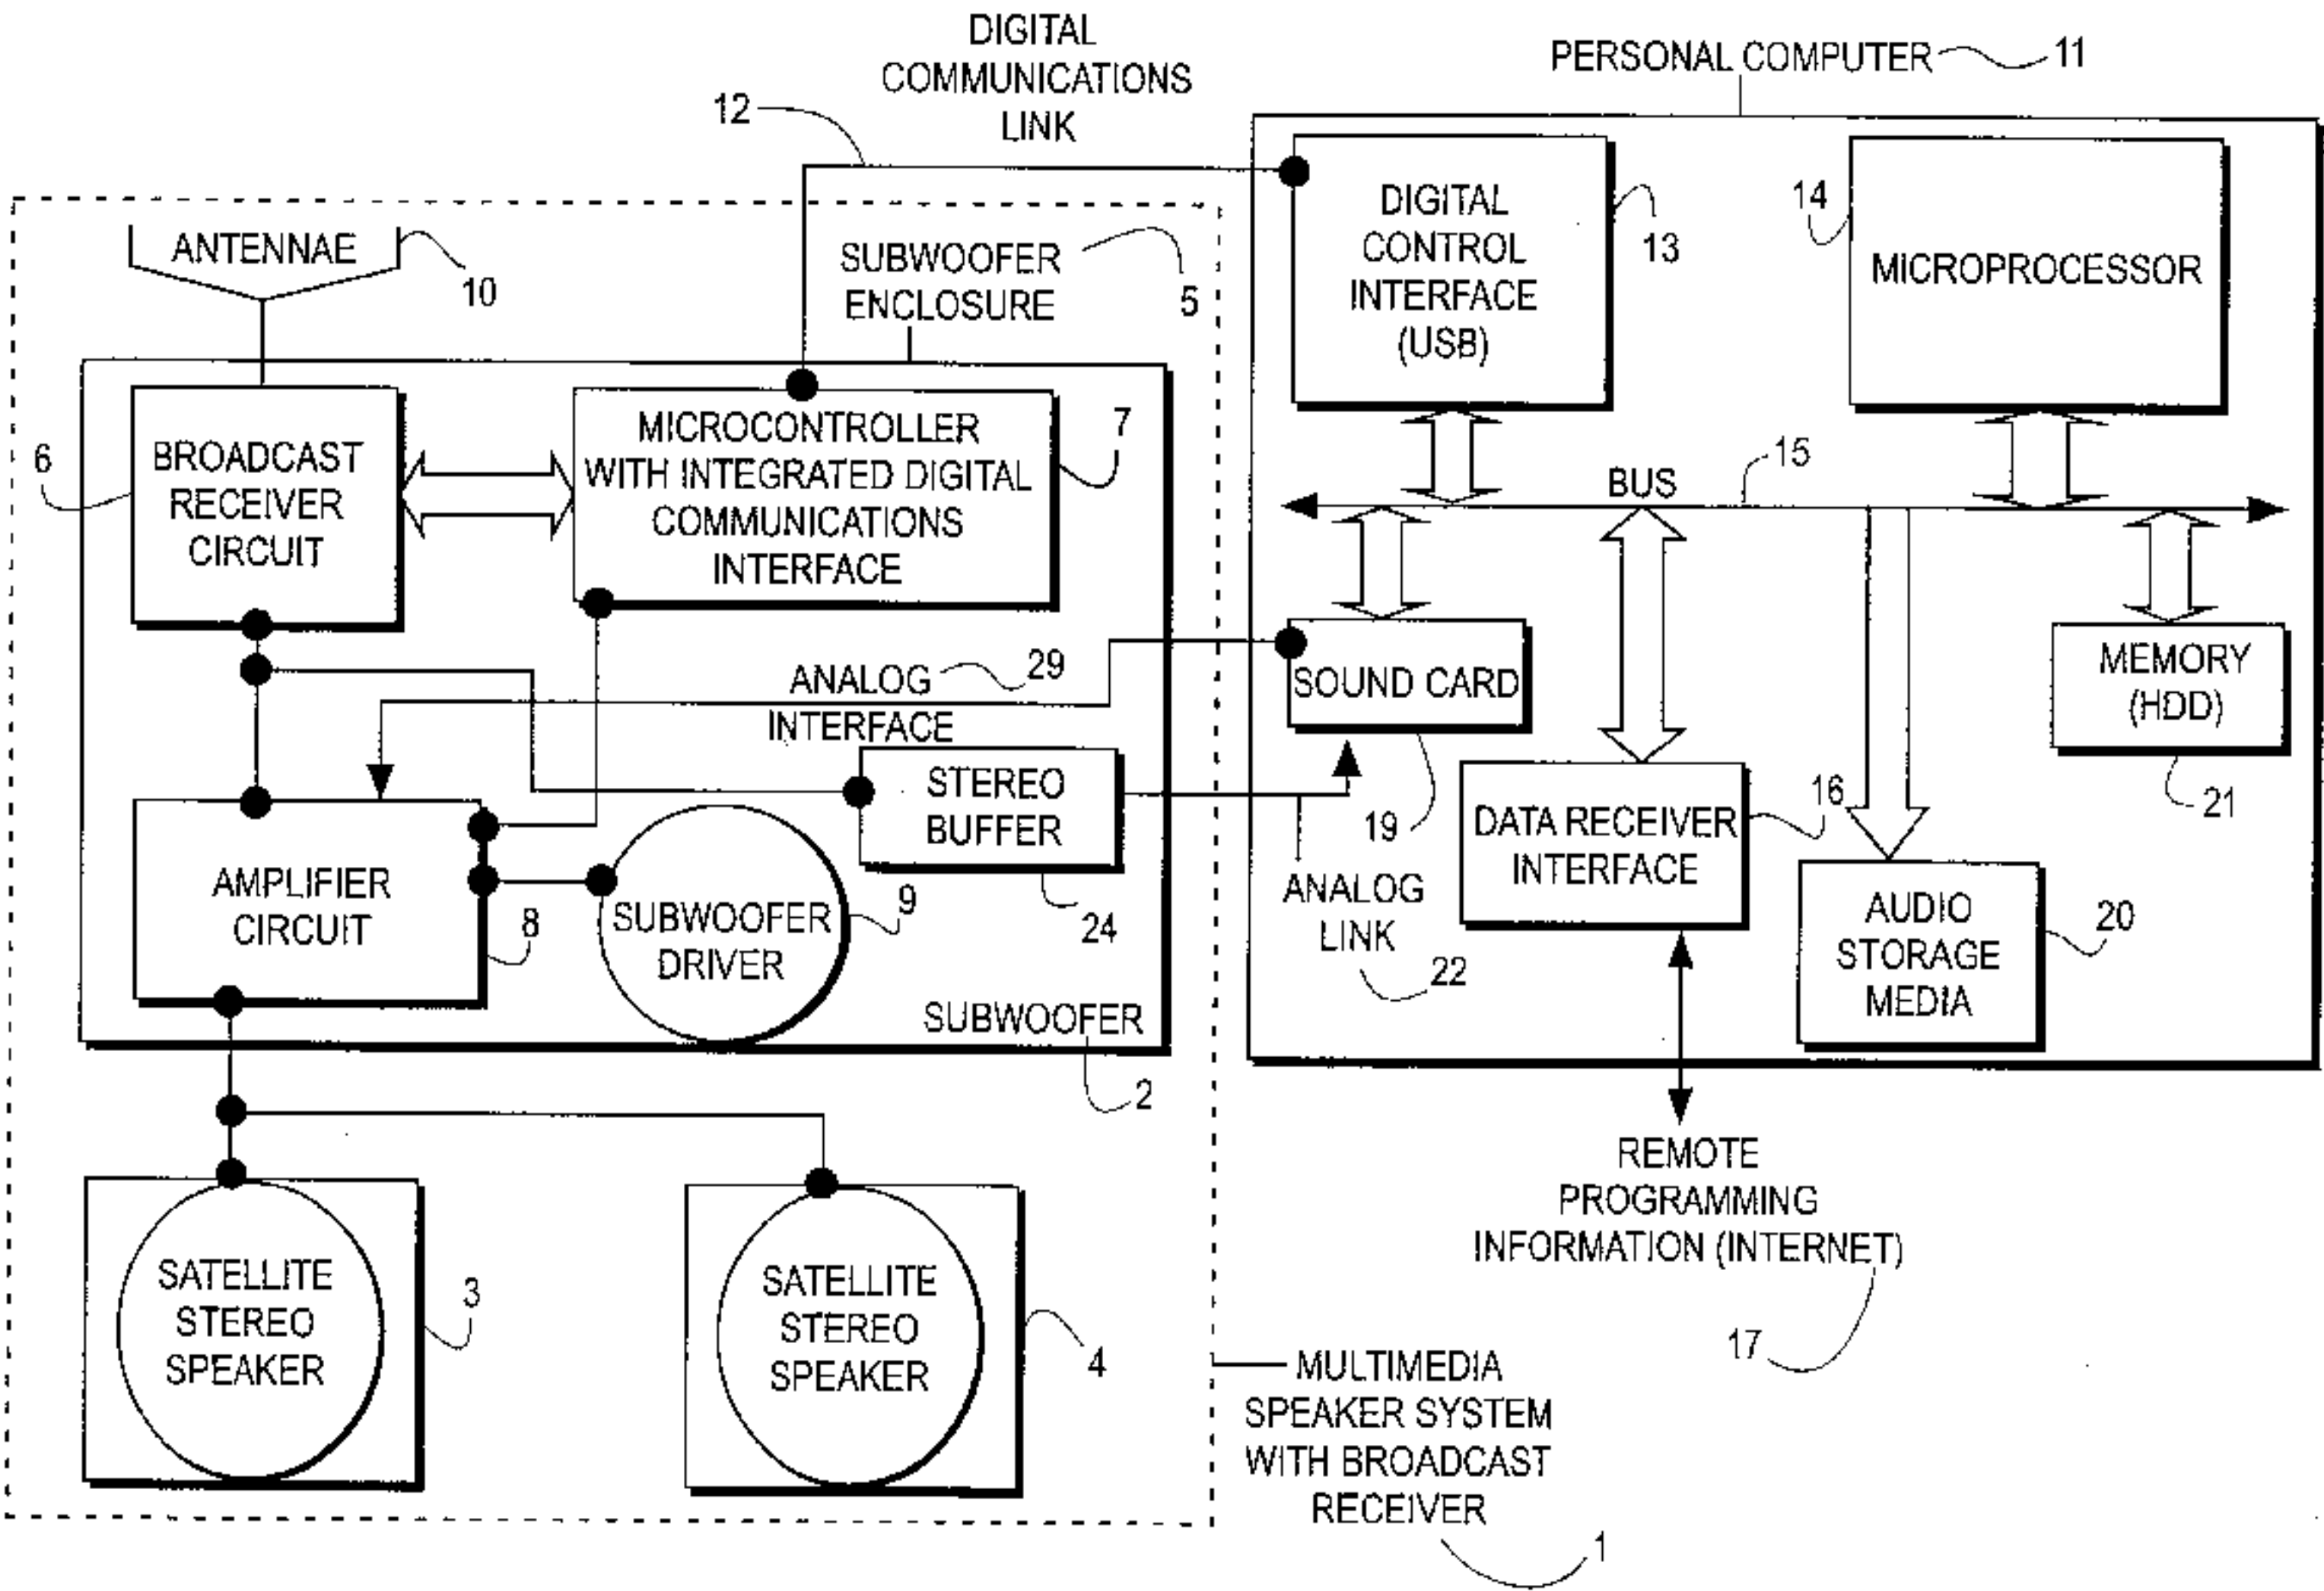 DIGITAL
COMMUNICATIONS
LINK
12
PERSONAL COMPUTER
11
ANTENNAE
10
SUBWOOFER
ENCLOSURE
5
DIGITAL
CONTROL
INTERFACE
(USB)
13
14
MICROPROCESSOR
6
BROADCAST
RECEIVER
CIRCUIT
MICROCONTROLLER
WITH INTEGRATED DIGITAL
COMMUNICATIONS
INTERFACE
7
BUS
15
ANALOG
INTERFACE
29
SOUND CARD
19
MEMORY
(HDD)
21
STEREO
BUFFER
24
DATA RECEIVER
INTERFACE
16
AMPLIFIER
CIRCUIT
8
SUBWOOFER
DRIVER
9
ANALOG
LINK
22
AUDIO
STORAGE
MEDIA
20
SUBWOOFER
2
REMOTE
PROGRAMMING
INFORMATION (INTERNET)
17
SATELLITE
STEREO
SPEAKER
3
SATELLITE
STEREO
SPEAKER
4
MULTIMEDIA
SPEAKER SYSTEM
WITH BROADCAST
RECEIVER
1